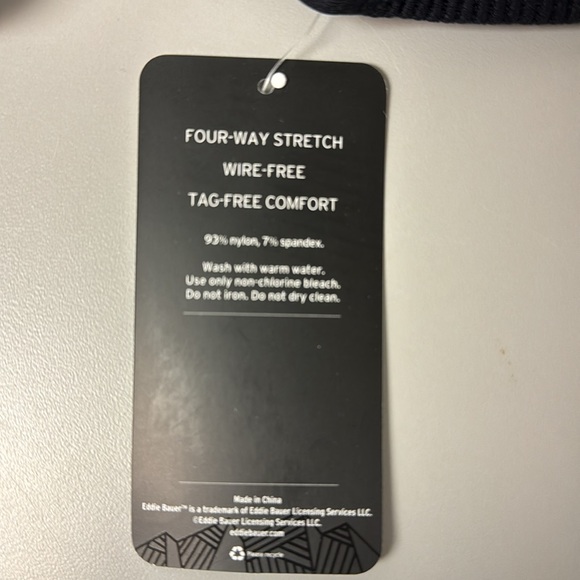 FOUR-WAY STRETCH
WIRE-FREE
TAG-FREE COMFORT
93% nylon, 7% spandex.
Wash with warm water.
Use only non-chlorine bleach.
Do not iron. Do not dry clean.
Made in China
Eddie Bauer™ is a trademark of Eddie Bauer Licensing Services LLC.
©Eddie Bauer Licensing Services LLC.
eddiebauer.com
Please recycle